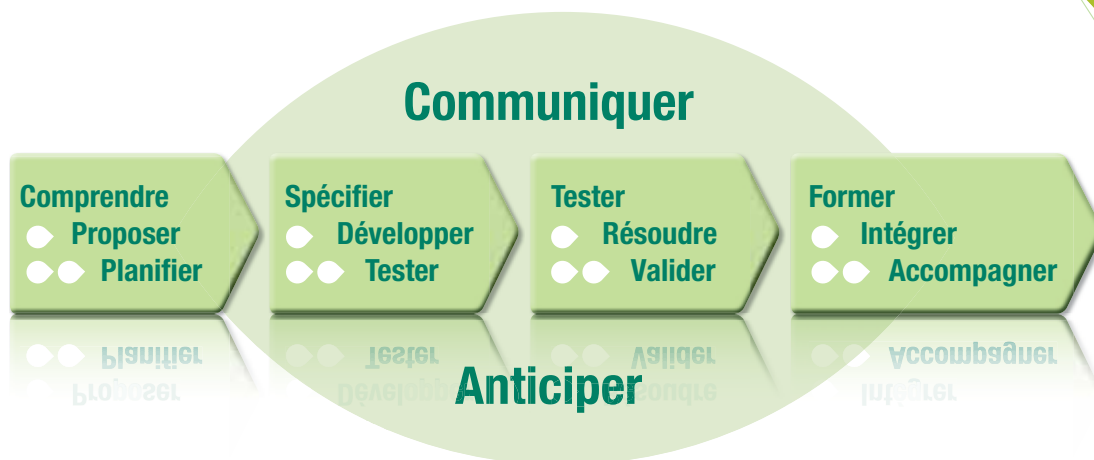 Communiquer
Comprendre
Proposer
Planifier
Spécifier
Développer
Tester
Tester
Résoudre
Valider
Former
Intégrer
Accompagner
Anticiper